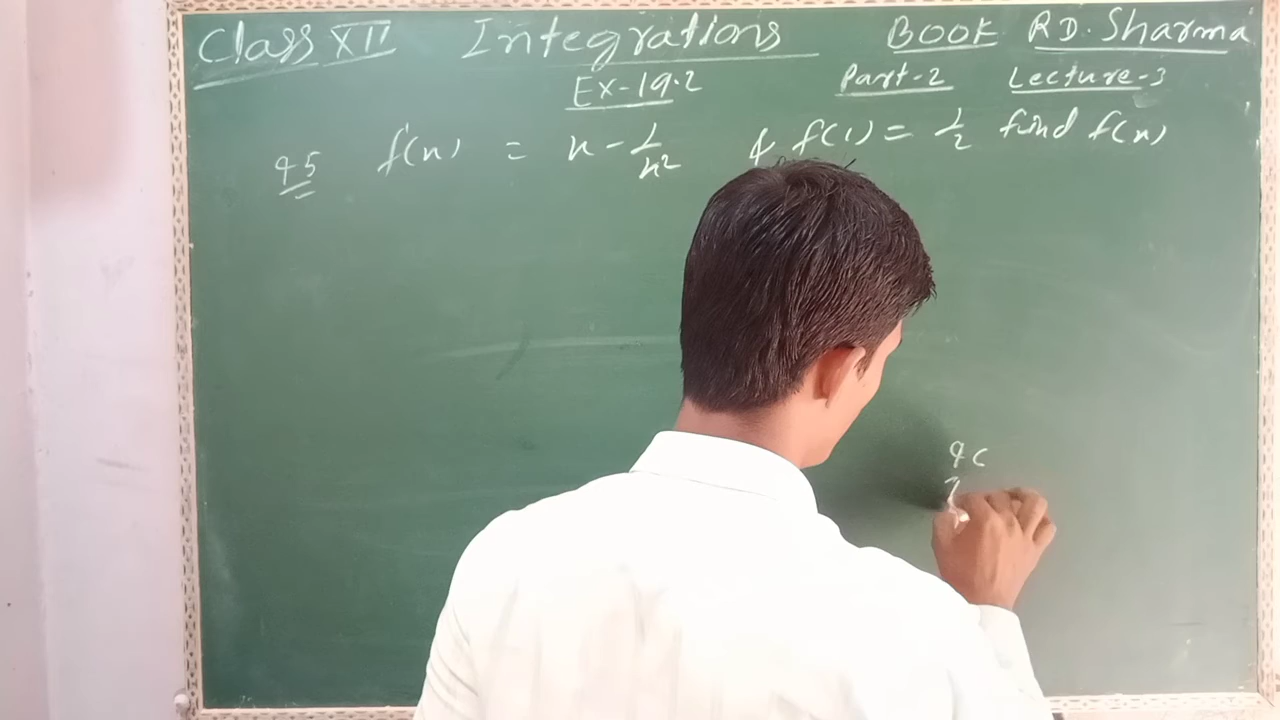 Class XII Integrations Book RD. Sharma
Ex-19.2 Part-2 Lecture-3
45 f'(x) = x - 1/x² & f(1) = 1/2 find f(x)